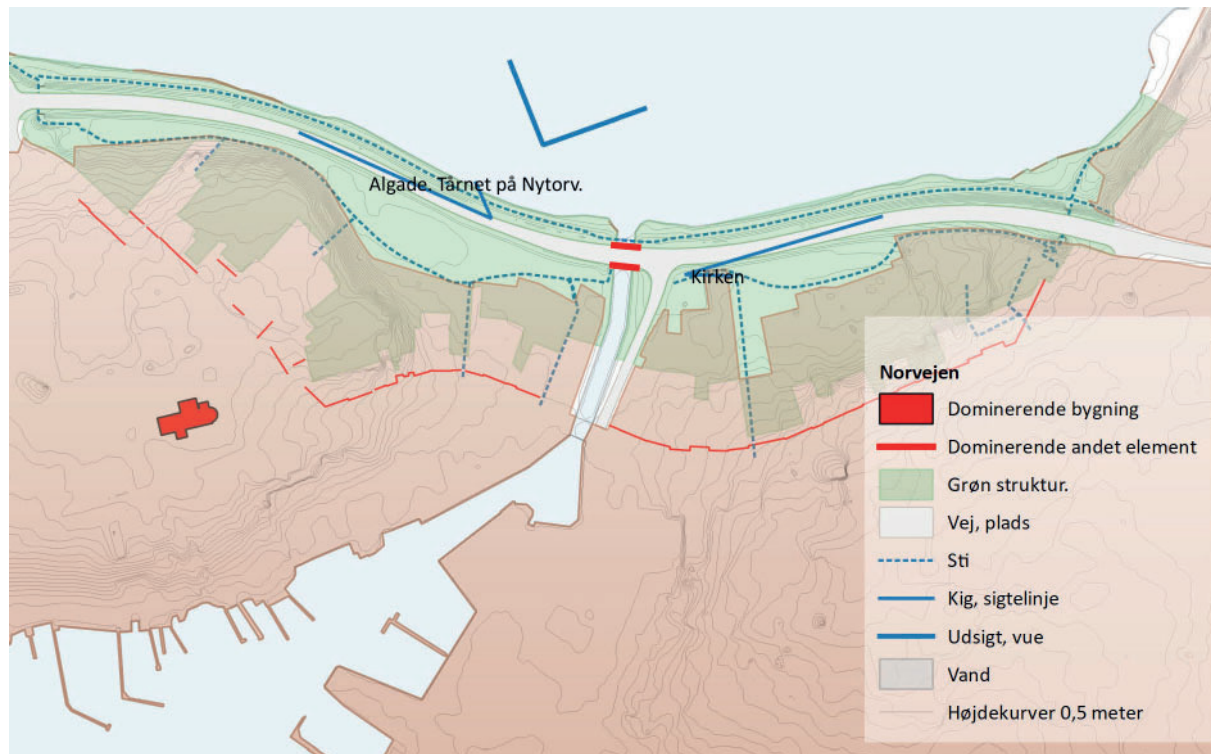 Algade. Tårnet på Nytorv.
Kirken
Norvejen
Dominerende bygning
Dominerende andet element
Grøn struktur.
Vej, plads
Sti
Kig, sigtelinje
Udsigt, vue
Vand
Højdekurver 0,5 meter